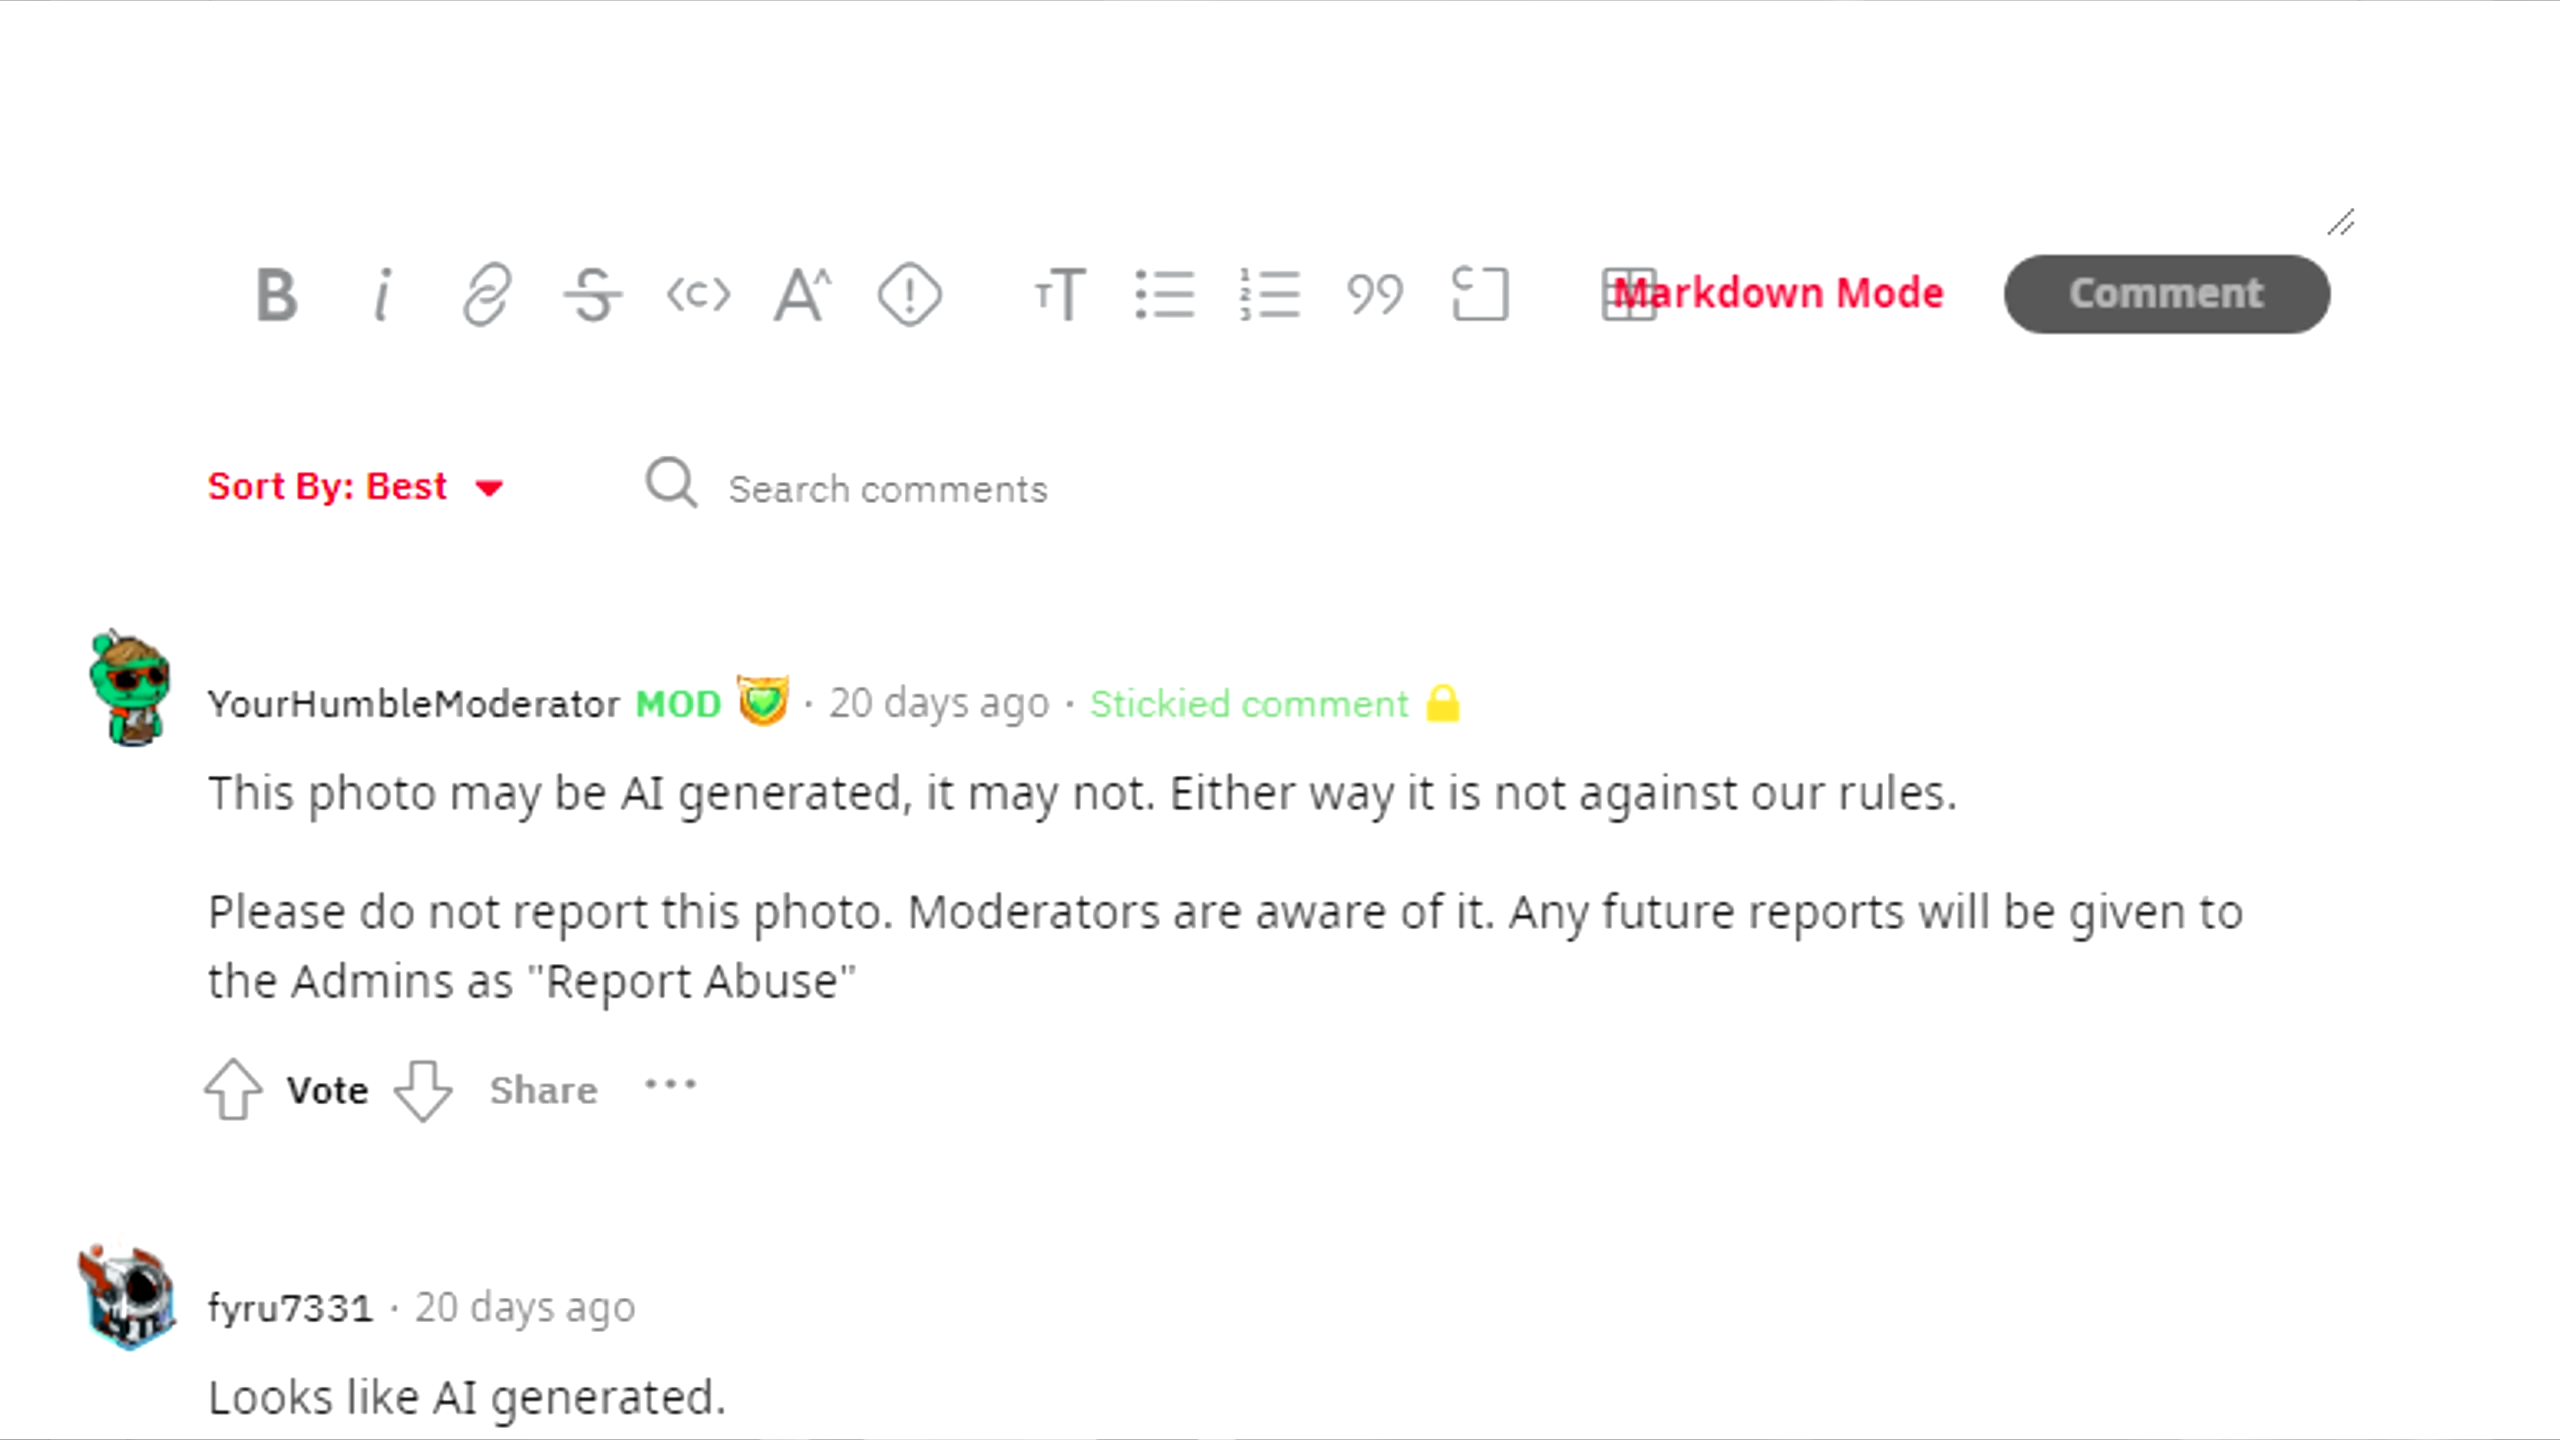 Markdown Mode Comment
Sort By: Best Search comments
YourHumbleModerator MOD · 20 days ago · Stickied comment
This photo may be AI generated, it may not. Either way it is not against our rules.
Please do not report this photo. Moderators are aware of it. Any future reports will be given to
the Admins as "Report Abuse"
Vote Share ...
fyru7331 · 20 days ago
Looks like AI generated.